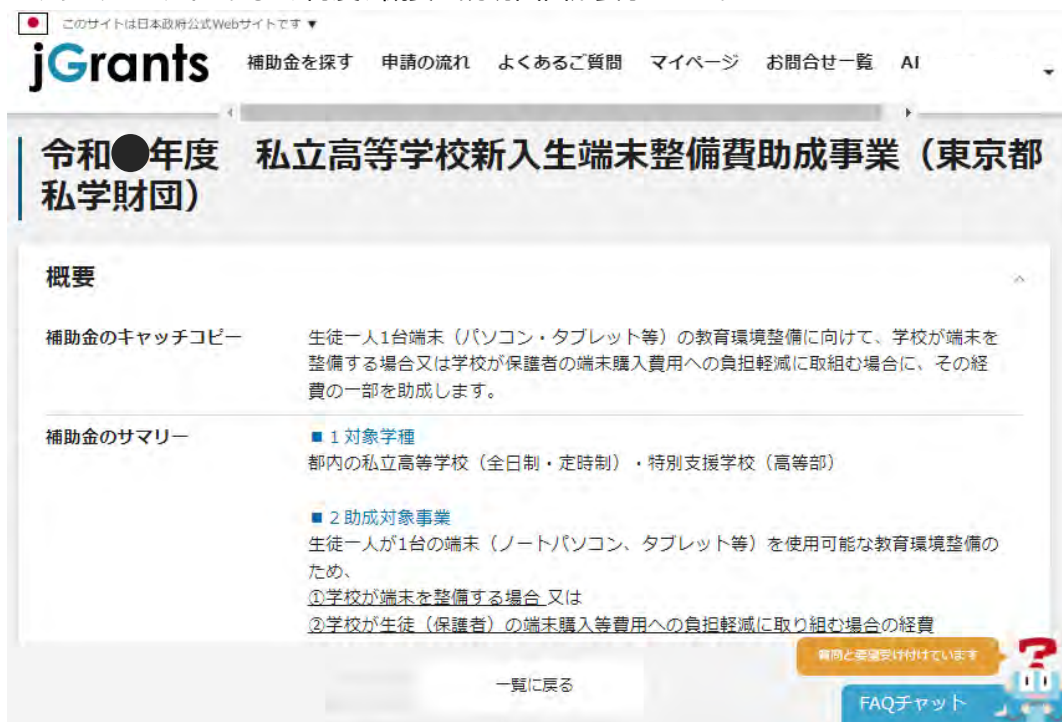 このサイトは日本政府公式Webサイトです ▼
jGrants 補助金を探す 申請の流れ よくあるご質問 マイページ お問合せ一覧 AI
令和●年度 私立高等学校新入生端末整備費助成事業（東京都
私学財団）
概要
補助金のキャッチコピー 生徒一人1台端末（パソコン・タブレット等）の教育環境整備に向けて、学校が端末を
整備する場合又は学校が保護者の端末購入費用への負担軽減に取組む場合に、その経
費の一部を助成します。
補助金のサマリー ■１対象学種
都内の私立高等学校（全日制・定時制）・特別支援学校（高等部）
■２助成対象事業
生徒一人が1台の端末（ノートパソコン、タブレット等）を使用可能な教育環境整備の
ため、
①学校が端末を整備する場合 又は
②学校が生徒（保護者）の端末購入等費用への負担軽減に取り組む場合の経費
質問と要望受け付けています
一覧に戻る
FAQチャット